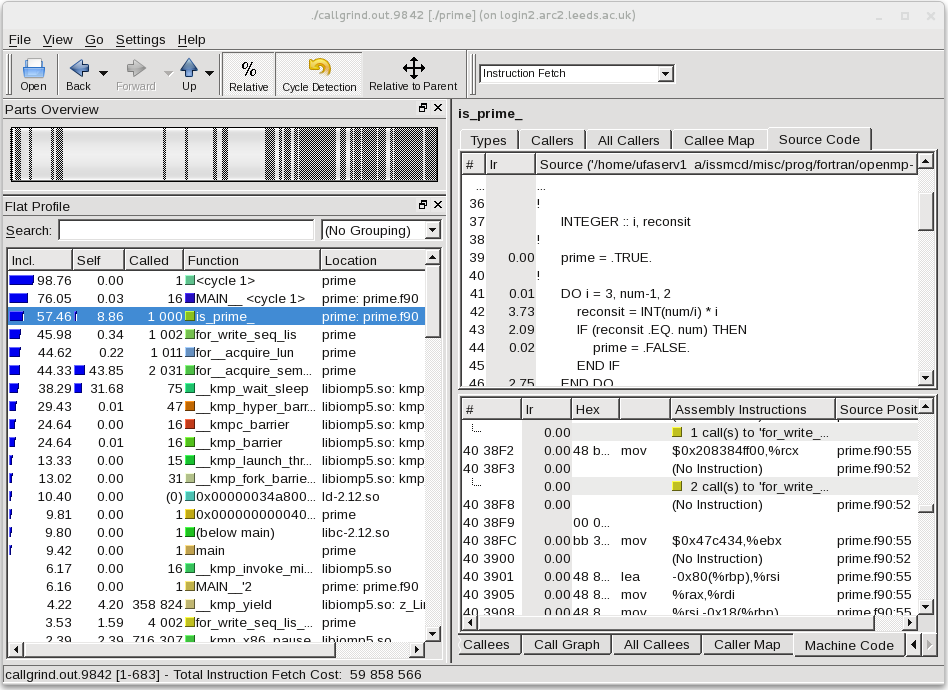 ./callgrind.out.9842 [./prime] (on login2.arc2.leeds.ac.uk)
File View Go Settings Help
Open Back Forward Up % Relative Cycle Detection Relative to Parent Instruction Fetch
Parts Overview
Flat Profile
Search: (No Grouping)
Incl. Self Called Function Location
98.76 0.00 1 <cycle 1> prime
76.05 0.03 16 MAIN__ <cycle 1> prime: prime.f90
57.46 8.86 1 000 is_prime_ prime: prime.f90
45.98 0.34 1 002 for_write_seq_lis prime
44.62 0.22 1 011 for__acquire_lun prime
44.33 43.85 2 031 for__acquire_sem... prime
38.29 31.68 75 __kmp_wait_sleep libiomp5.so: kmp
29.43 0.01 47 __kmp_hyper_barr... libiomp5.so: kmp
24.64 0.00 16 __kmpc_barrier libiomp5.so: kmp
24.64 0.01 16 __kmp_barrier libiomp5.so: kmp
13.33 0.00 15 __kmp_launch_thr... libiomp5.so: kmp
13.02 0.00 31 __kmp_fork_barrie... libiomp5.so: kmp
10.40 0.00 (0) 0x00000034a800... ld-2.12.so
9.81 0.00 1 0x000000000040... prime
9.80 0.00 1 (below main) libc-2.12.so
9.42 0.00 1 main prime
6.17 0.00 16 __kmp_invoke_mi... libiomp5.so
6.16 0.00 1 MAIN__'2 prime: prime.f90
4.22 4.20 358 824 __kmp_yield libiomp5.so: z_Li
3.53 1.59 4 002 for_write_seq_lis_... prime
2.39 2.39 716 307 __kmp_x86_pause libiomp5.so
is_prime_
Types Callers All Callers Callee Map Source Code
# Ir Source ('/home/ufaserv1_a/issmcd/misc/prog/fortran/openmp-
... ...
36 !
37 INTEGER :: i, reconsit
38 !
39 0.00 prime = .TRUE.
40 !
41 0.01 DO i = 3, num-1, 2
42 3.73 reconsit = INT(num/i) * i
43 2.09 IF (reconsit .EQ. num) THEN
44 0.02 prime = .FALSE.
45 END IF
46 2.75 END DO
# Ir Hex Assembly Instructions Source Posit
0.00 1 call(s) to 'for_write_...
40 38F2 0.00 48 b... mov $0x208384ff00,%rcx prime.f90:55
40 38F3 0.00 (No Instruction) prime.f90:52
0.00 2 call(s) to 'for_write_...
40 38F8 0.00 (No Instruction) prime.f90:52
40 38F9 00 0...
40 38FC 0.00 bb 3... mov $0x47c434,%ebx prime.f90:55
40 3900 0.00 (No Instruction) prime.f90:52
40 3901 0.00 48 8... lea -0x80(%rbp),%rsi prime.f90:55
40 3905 0.00 48 8... mov %rax,%rdi prime.f90:55
40 3908 0.00 48 8... mov %rsi,-0x18(%rbp) prime.f90:55
Callees Call Graph All Callees Caller Map Machine Code
callgrind.out.9842 [1-683] - Total Instruction Fetch Cost: 59 858 566